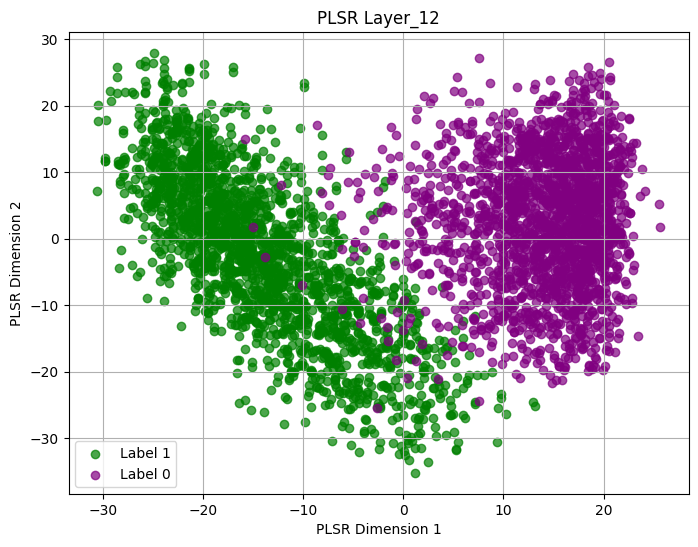 PLSR Layer_12
30
20
10
0
−10
−20
−30
PLSR Dimension 2
Label 1
Label 0
−30 −20 −10 0 10 20
PLSR Dimension 1